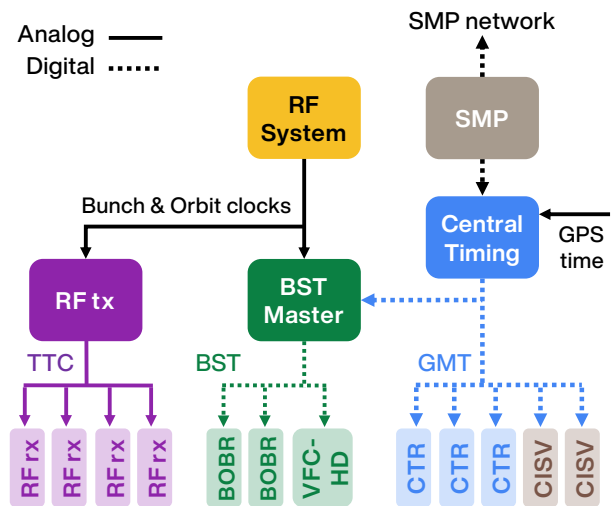 Analog
Digital
SMP network
RF
System
SMP
Bunch & Orbit clocks
Central
Timing
GPS
time
RF tx
BST
Master
TTC
BST
GMT
RF rx
RF rx
RF rx
RF rx
BOBR
BOBR
VFC-
HD
CTR
CTR
CTR
CISV
CISV